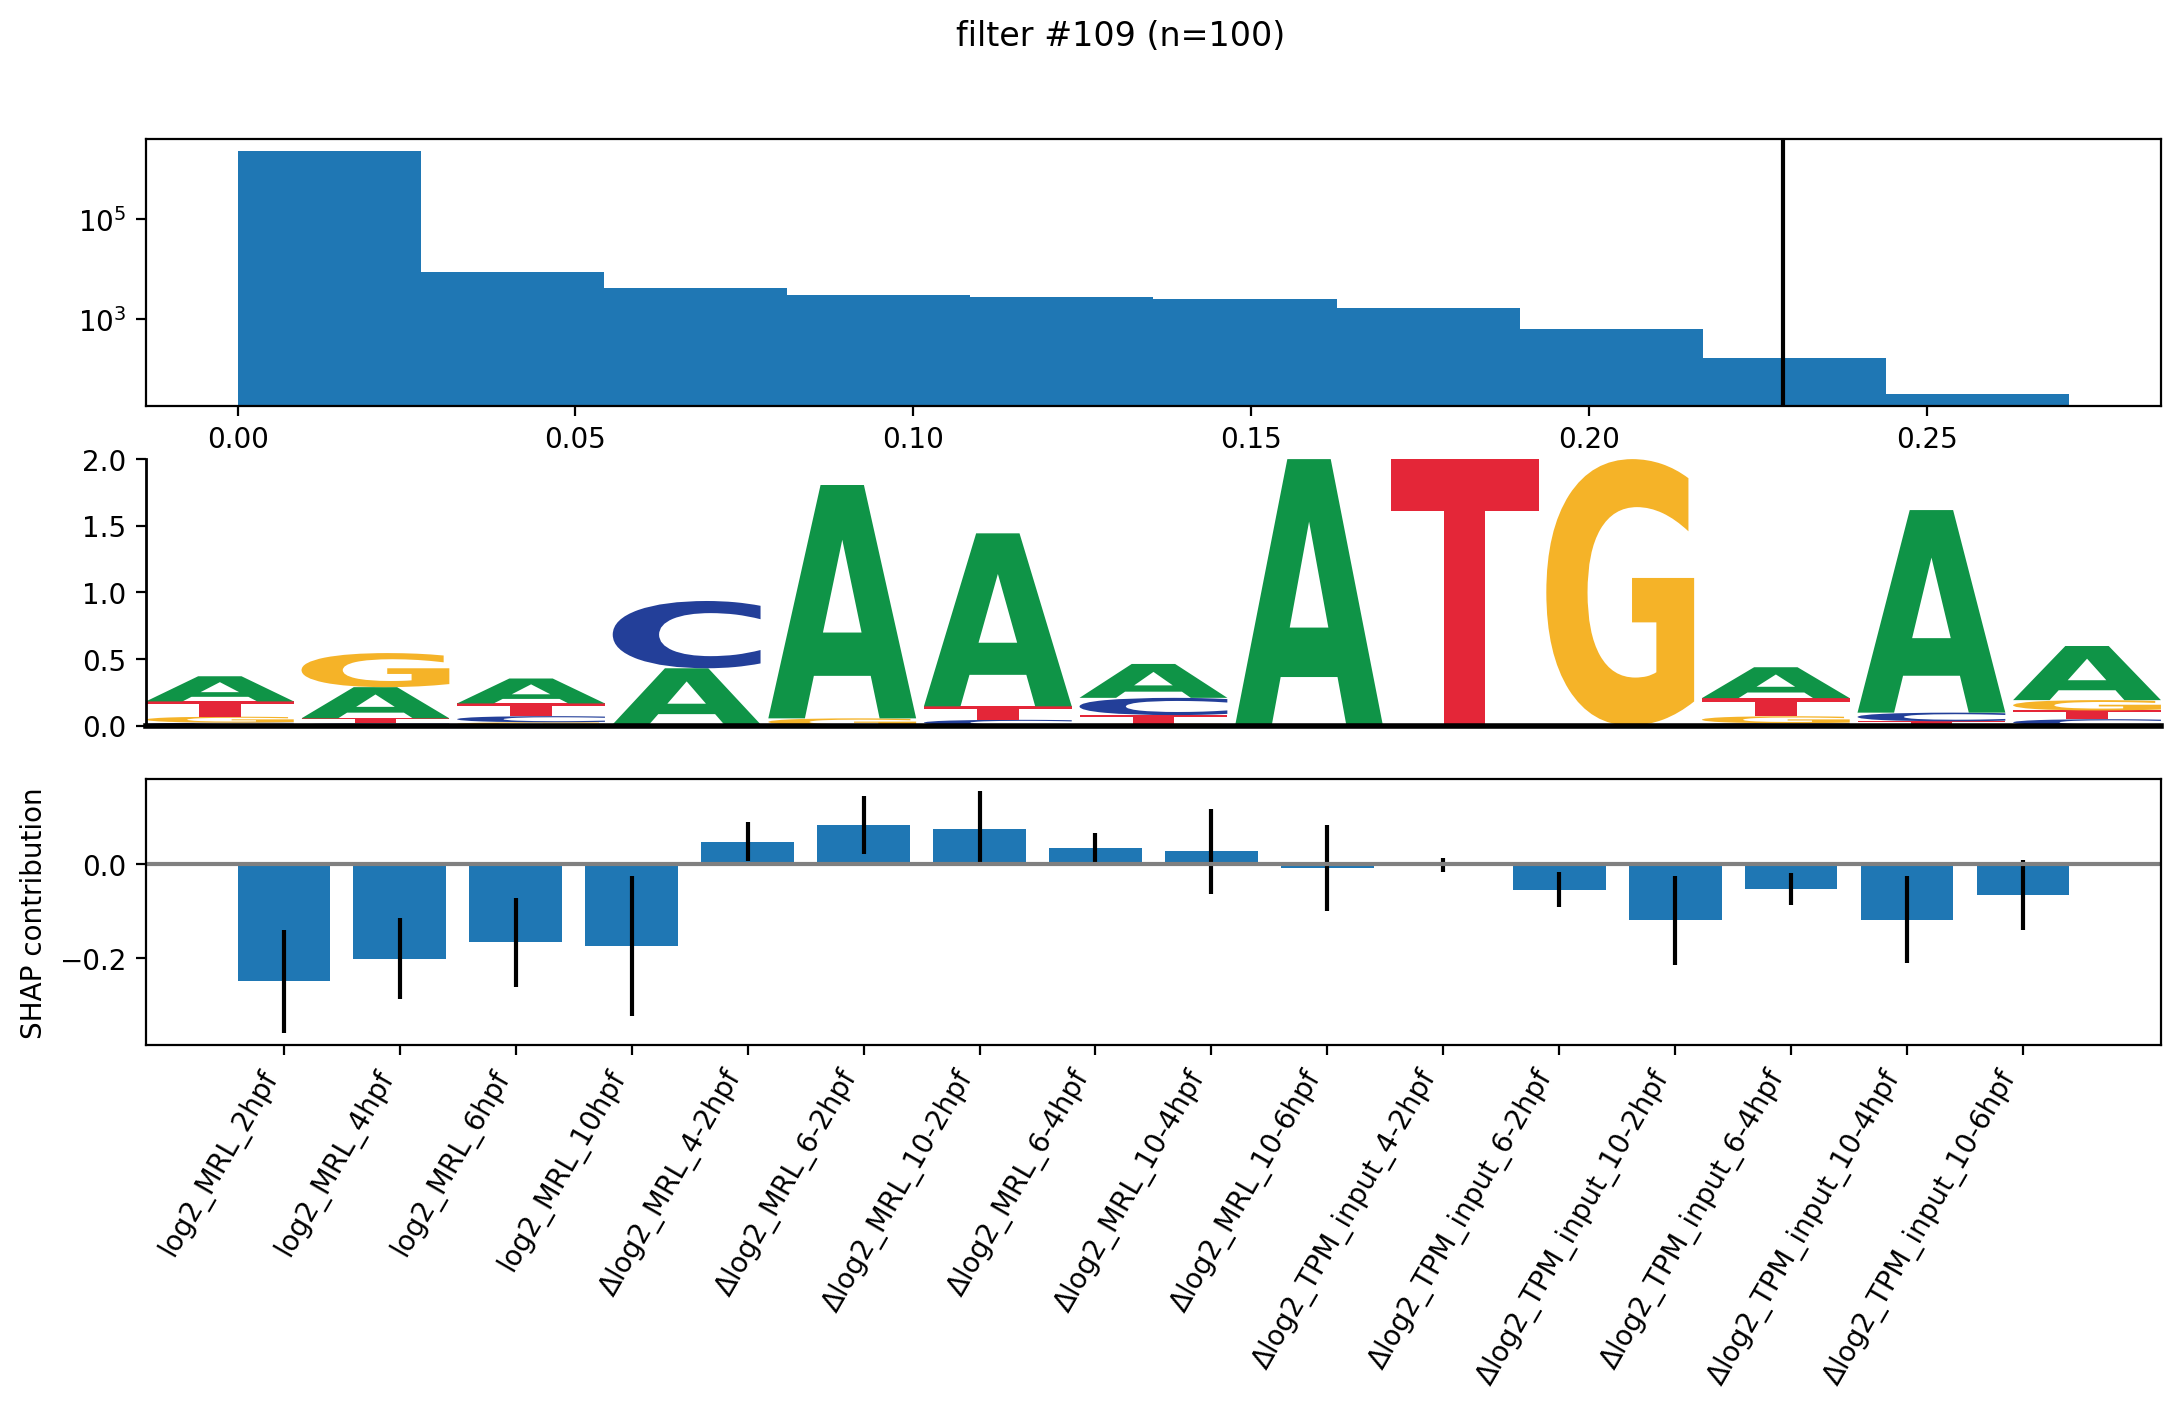 filter #109 (n=100)
10^5
10^3
0.00 0.05 0.10 0.15 0.20 0.25
2.0
1.5
1.0
0.5
0.0
A G A C A A A A T G A A A
T A T A G T C T C G
G T C C T G C T T
C
SHAP contribution
0.0
−0.2
log2_MRL_2hpf
log2_MRL_4hpf
log2_MRL_6hpf
log2_MRL_10hpf
Δlog2_MRL_4-2hpf
Δlog2_MRL_6-2hpf
Δlog2_MRL_10-2hpf
Δlog2_MRL_6-4hpf
Δlog2_MRL_10-4hpf
Δlog2_MRL_10-6hpf
Δlog2_TPM_input_4-2hpf
Δlog2_TPM_input_6-2hpf
Δlog2_TPM_input_10-2hpf
Δlog2_TPM_input_6-4hpf
Δlog2_TPM_input_10-4hpf
Δlog2_TPM_input_10-6hpf